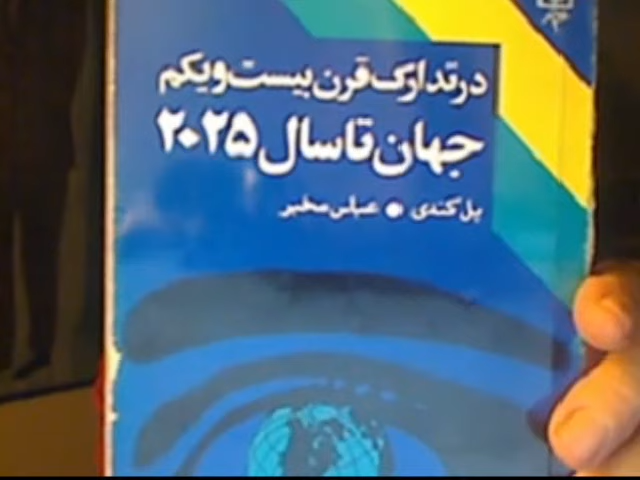 در تدارک قرن بیست و یکم
جهان تا سال ۲۰۲۵
پل کندی ● عباس مخبر